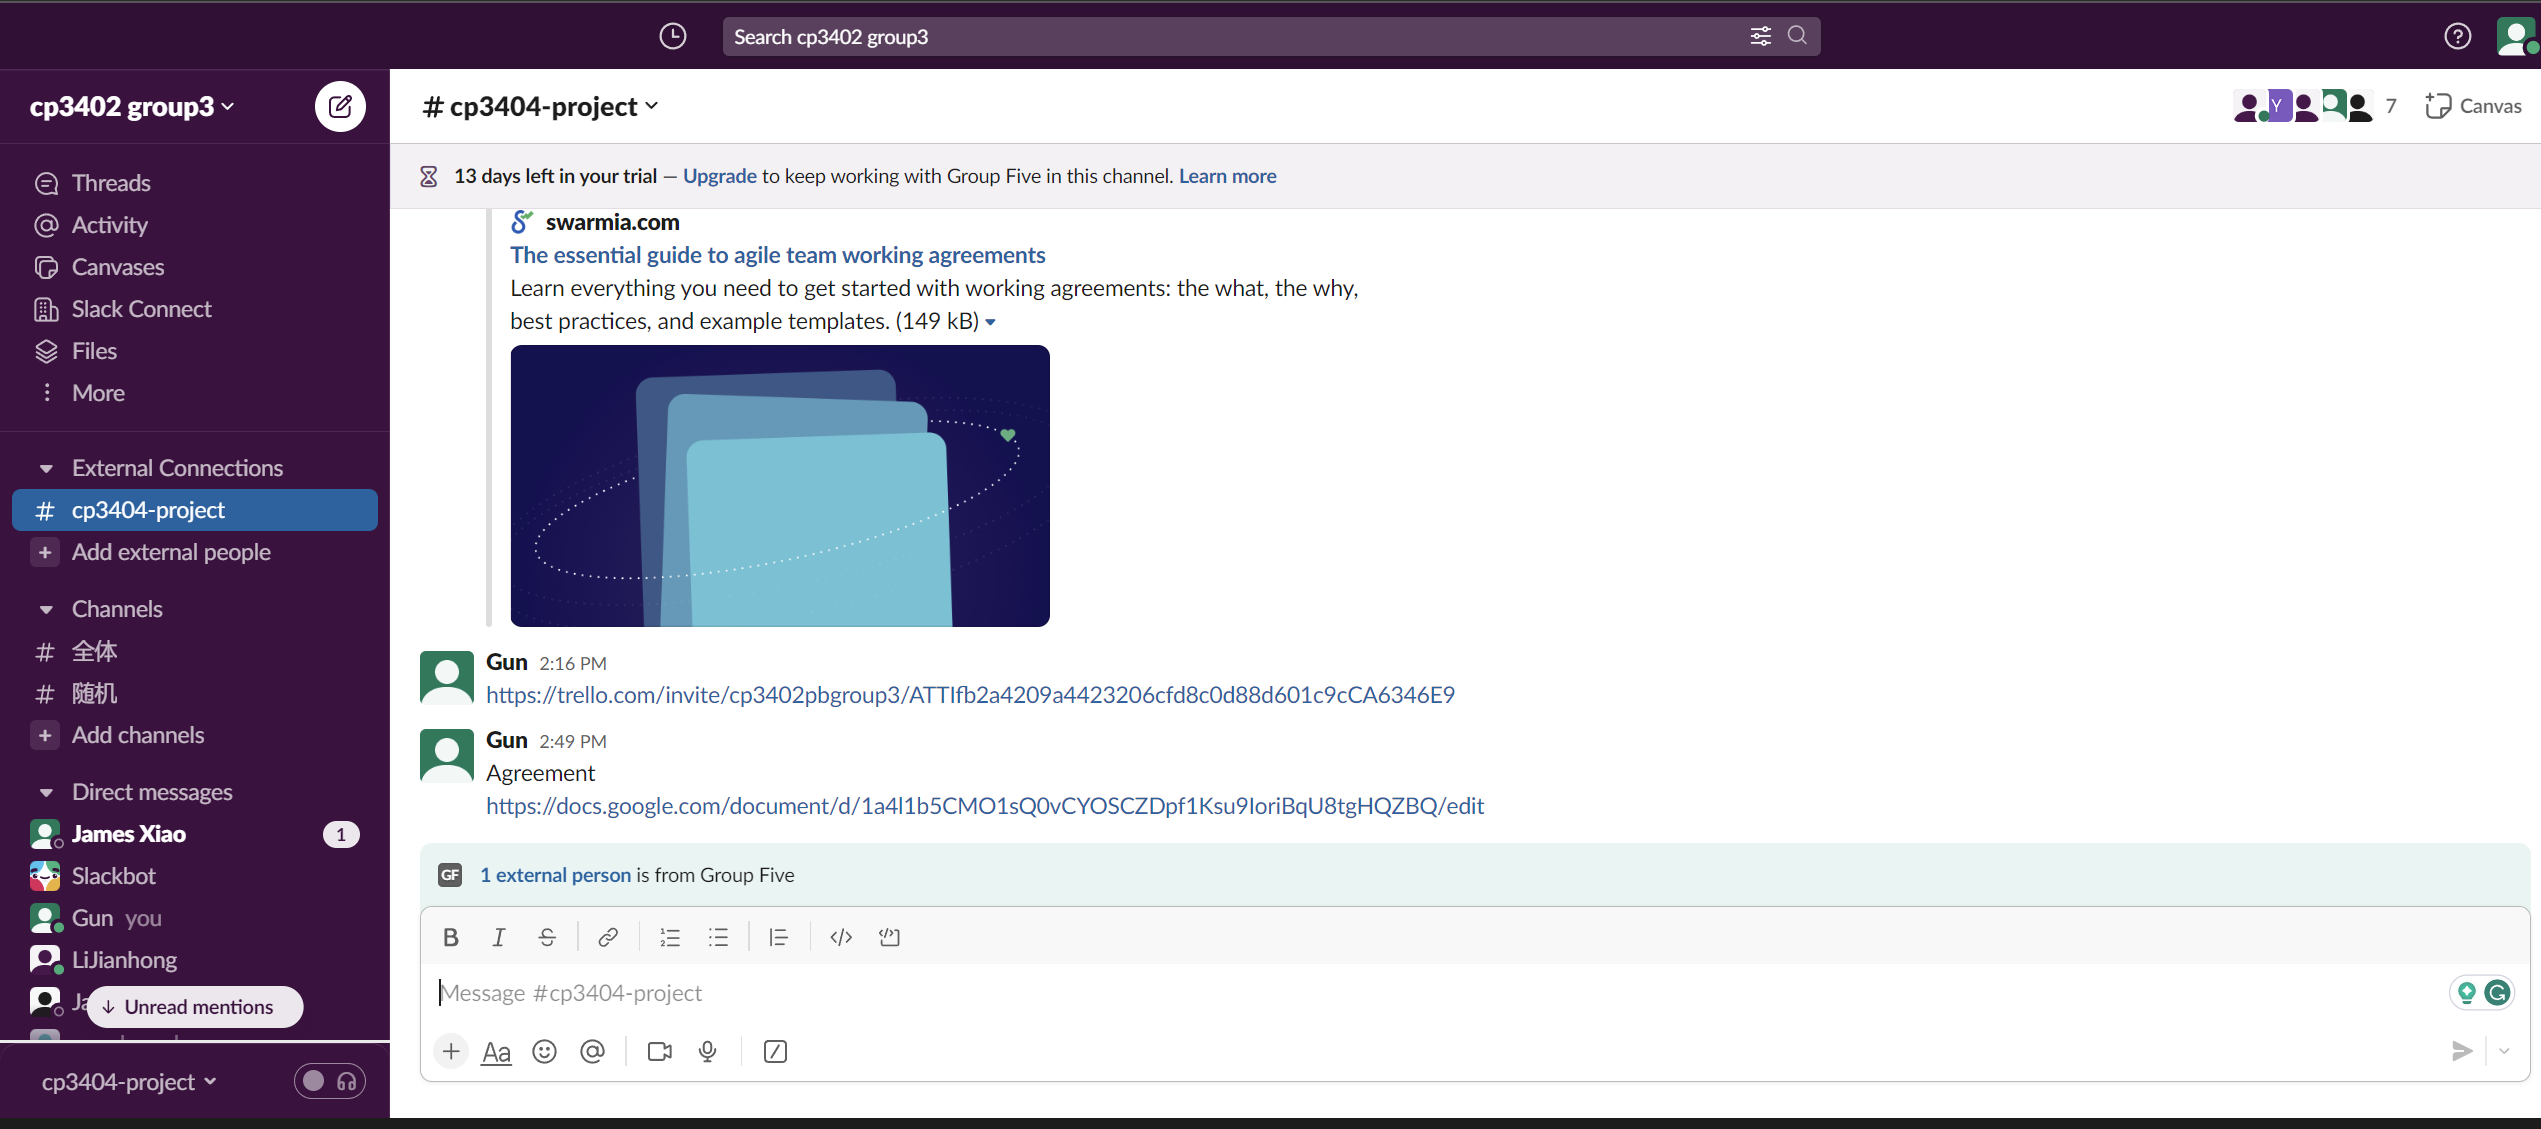 Search cp3402 group3
cp3402 group3
Threads
Activity
Canvases
Slack Connect
Files
More
External Connections
# cp3404-project
+ Add external people
Channels
# 全体
# 随机
+ Add channels
Direct messages
James Xiao 1
Slackbot
Gun you
LiJianhong
Ja
↓ Unread mentions
cp3404-project
# cp3404-project
Y
7
Canvas
13 days left in your trial — Upgrade to keep working with Group Five in this channel. Learn more
swarmia.com
The essential guide to agile team working agreements
Learn everything you need to get started with working agreements: the what, the why,
best practices, and example templates. (149 kB)
Gun 2:16 PM
https://trello.com/invite/cp3402pbgroup3/ATTIfb2a4209a4423206cfd8c0d88d601c9cCA6346E9
Gun 2:49 PM
Agreement
https://docs.google.com/document/d/1a4l1b5CMO1sQ0vCYOSCZDpf1Ksu9IoriBqU8tgHQZBQ/edit
GF 1 external person is from Group Five
B I S
Message #cp3404-project
+ Aa